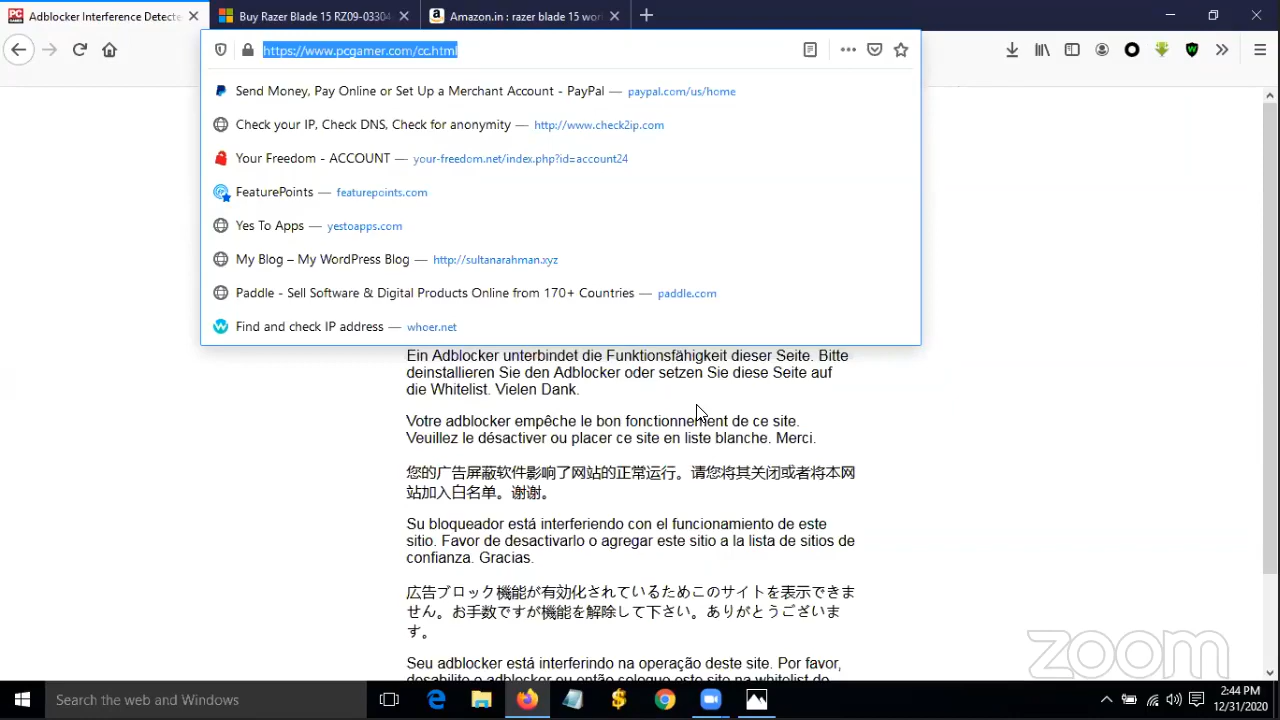 Adblocker Interference Detecte
Buy Razer Blade 15 RZ09-03304
Amazon.in : razer blade 15 wor
https://www.pcgamer.com/cc.html
Send Money, Pay Online or Set Up a Merchant Account - PayPal — paypal.com/us/home
Check your IP, Check DNS, Check for anonymity — http://www.check2ip.com
Your Freedom - ACCOUNT — your-freedom.net/index.php?id=account24
FeaturePoints — featurepoints.com
Yes To Apps — yestoapps.com
My Blog – My WordPress Blog — http://sultanarahman.xyz
Paddle - Sell Software & Digital Products Online from 170+ Countries — paddle.com
Find and check IP address — whoer.net
Ein Adblocker unterbindet die Funktionsfähigkeit dieser Seite. Bitte
deinstallieren Sie den Adblocker oder setzen Sie diese Seite auf
die Whitelist. Vielen Dank.
Votre adblocker empêche le bon fonctionnement de ce site.
Veuillez le désactiver ou placer ce site en liste blanche. Merci.
您的广告屏蔽软件影响了网站的正常运行。请您将其关闭或者将本网
站加入白名单。谢谢。
Su bloqueador está interferiendo con el funcionamiento de este
sitio. Favor de desactivarlo o agregar este sitio a la lista de sitios de
confianza. Gracias.
広告ブロック機能が有効化されているためこのサイトを表示できま
せん。お手数ですが機能を解除して下さい。ありがとうございま
す。
Seu adblocker está interferindo na operação deste site. Por favor,
desabilite o adblocker ou então coloque este site na whitelist do
zoom
Search the web and Windows
2:44 PM
12/31/2020